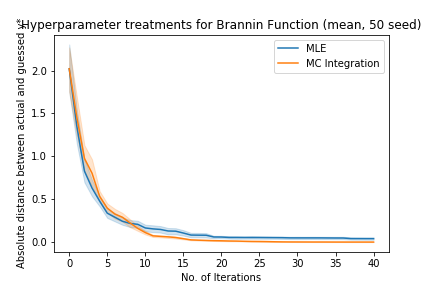 Hyperparameter treatments for Brannin Function (mean, 50 seed)
Absolute distance between actual and guessed y*
MLE
MC Integration
2.0
1.5
1.0
0.5
0.0
0 5 10 15 20 25 30 35 40
No. of Iterations